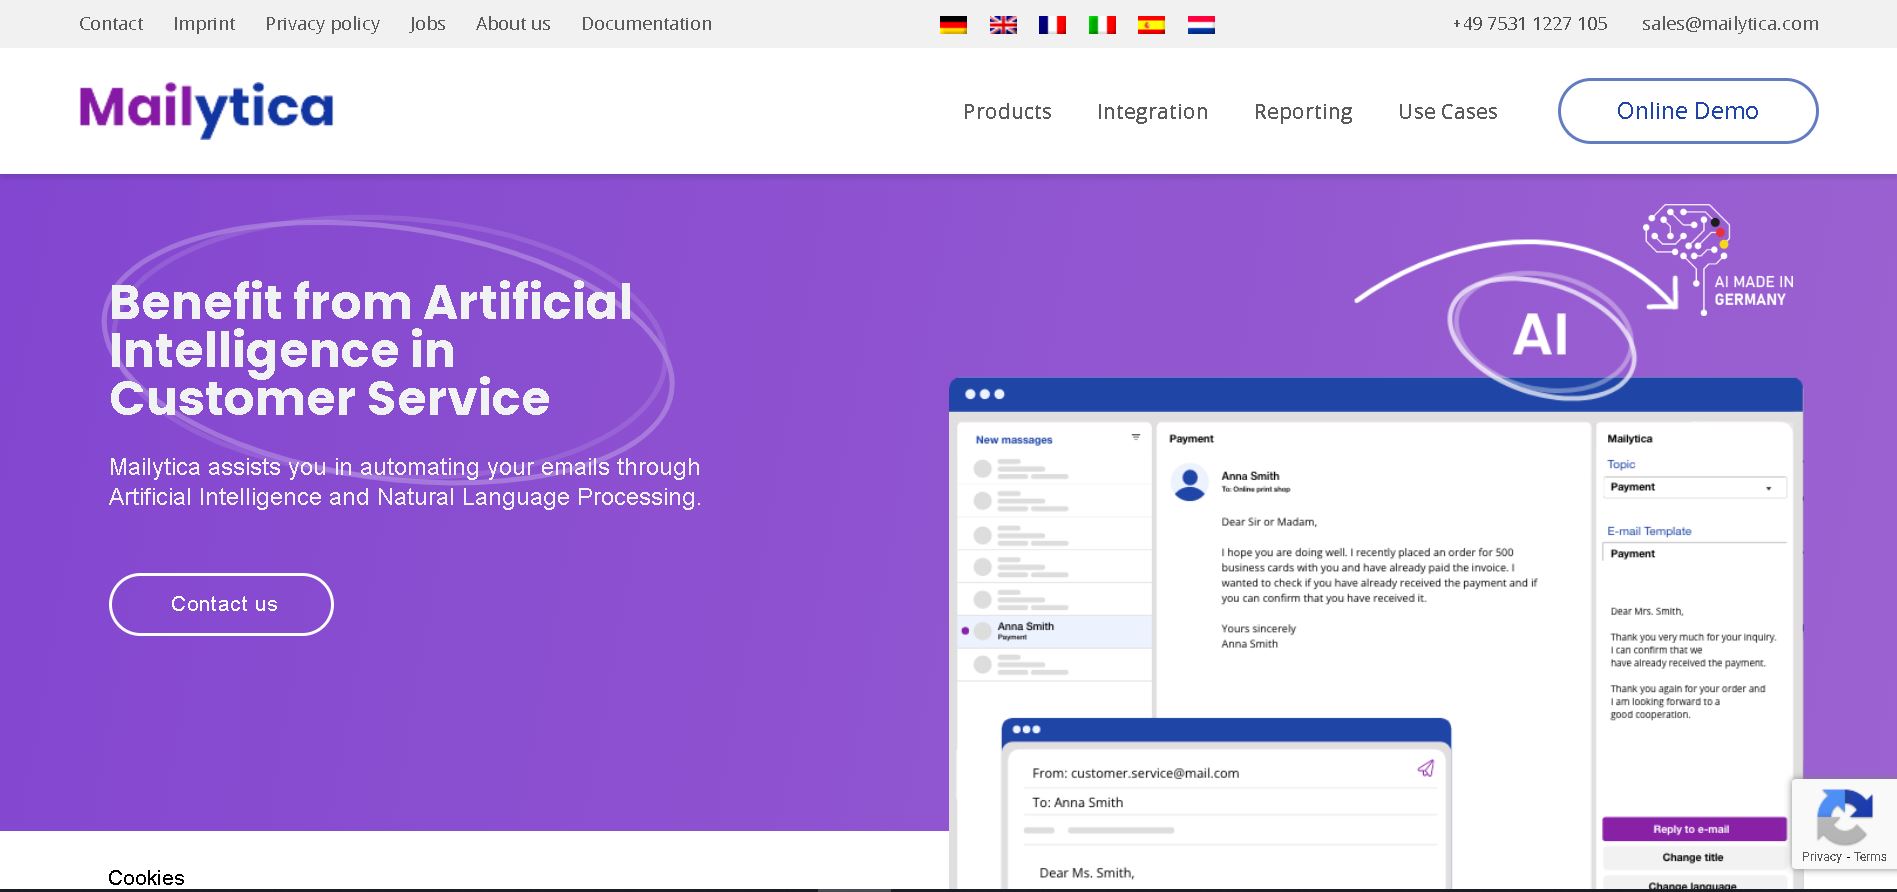 Contact Imprint Privacy policy Jobs About us Documentation +49 7531 1227 105 sales@mailytica.com
Mailytica Products Integration Reporting Use Cases Online Demo
Benefit from Artificial
Intelligence in
Customer Service
Mailytica assists you in automating your emails through
Artificial Intelligence and Natural Language Processing.
Contact us
AI MADE IN
GERMANY
AI
New massages
Anna Smith
Payment
Payment
Anna Smith
To: Online print shop
Dear Sir or Madam,
I hope you are doing well. I recently placed an order for 500
business cards with you and have already paid the invoice. I
wanted to check if you have already received the payment and if
you can confirm that you have received it.
Yours sincerely
Anna Smith
Mailytica
Topic
Payment
E-mail Template
Payment
Dear Mrs. Smith,
Thank you very much for your inquiry.
I can confirm that we
have already received the payment.
Thank you again for your order and
I am looking forward to a
good cooperation.
Reply to e-mail
Change title
Change language
From: customer.service@mail.com
To: Anna Smith
Dear Ms. Smith,
Privacy - Terms
Cookies